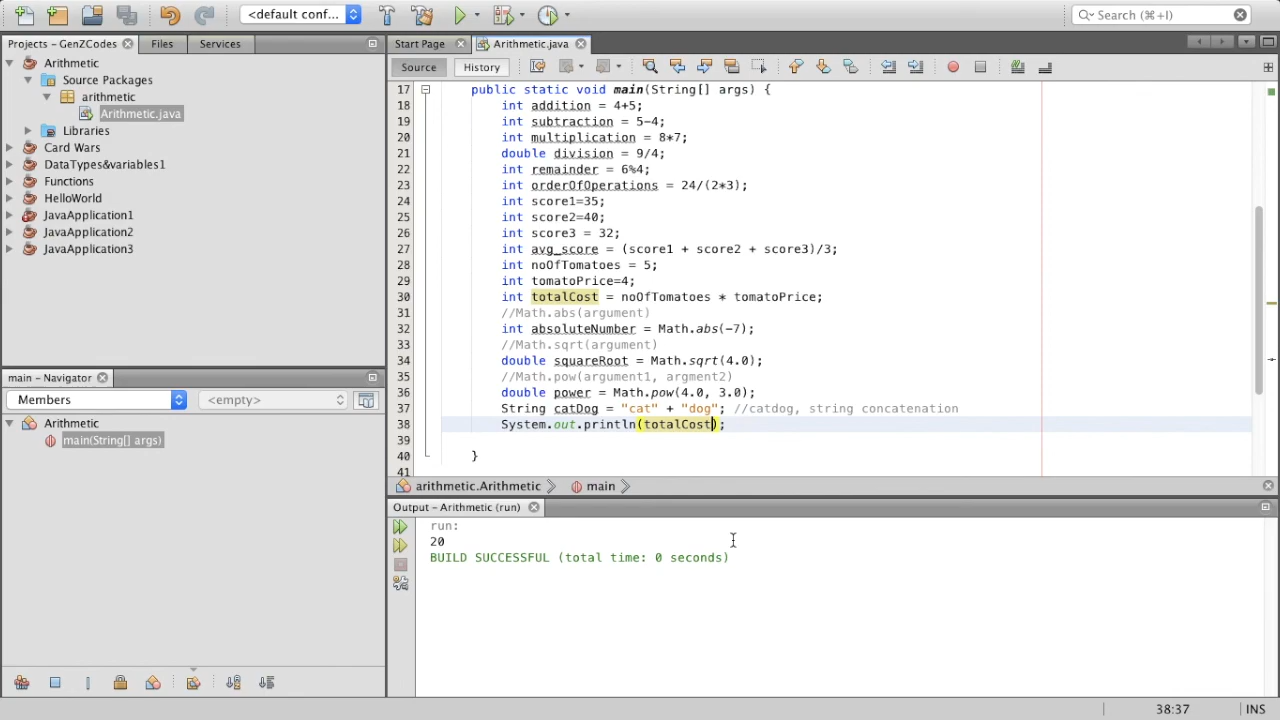 <default conf...
Search (⌘+I)
Projects – GenZCodes
Files
Services
Arithmetic
Source Packages
arithmetic
Arithmetic.java
Libraries
Card Wars
DataTypes&variables1
Functions
HelloWorld
JavaApplication1
JavaApplication2
JavaApplication3
main – Navigator
Members
<empty>
Arithmetic
main(String[] args)
Start Page
Arithmetic.java
Source
History
17 public static void main(String[] args) {
18 int addition = 4+5;
19 int subtraction = 5-4;
20 int multiplication = 8*7;
21 double division = 9/4;
22 int remainder = 6%4;
23 int orderOfOperations = 24/(2*3);
24 int score1=35;
25 int score2=40;
26 int score3 = 32;
27 int avg_score = (score1 + score2 + score3)/3;
28 int noOfTomatoes = 5;
29 int tomatoPrice=4;
30 int totalCost = noOfTomatoes * tomatoPrice;
31 //Math.abs(argument)
32 int absoluteNumber = Math.abs(-7);
33 //Math.sqrt(argument)
34 double squareRoot = Math.sqrt(4.0);
35 //Math.pow(argument1, argment2)
36 double power = Math.pow(4.0, 3.0);
37 String catDog = "cat" + "dog"; //catdog, string concatenation
38 System.out.println(totalCost);
39
40 }
41
arithmetic.Arithmetic
main
Output – Arithmetic (run)
run:
20
BUILD SUCCESSFUL (total time: 0 seconds)
38:37
INS